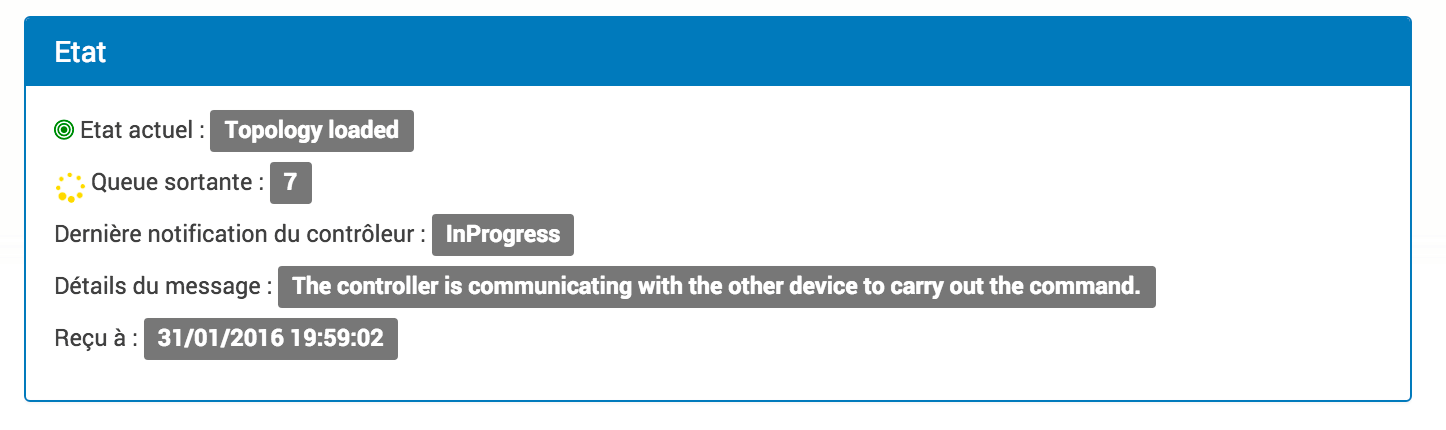 Etat
Etat actuel : Topology loaded
Queue sortante : 7
Dernière notification du contrôleur : InProgress
Détails du message : The controller is communicating with the other device to carry out the command.
Reçu à : 31/01/2016 19:59:02